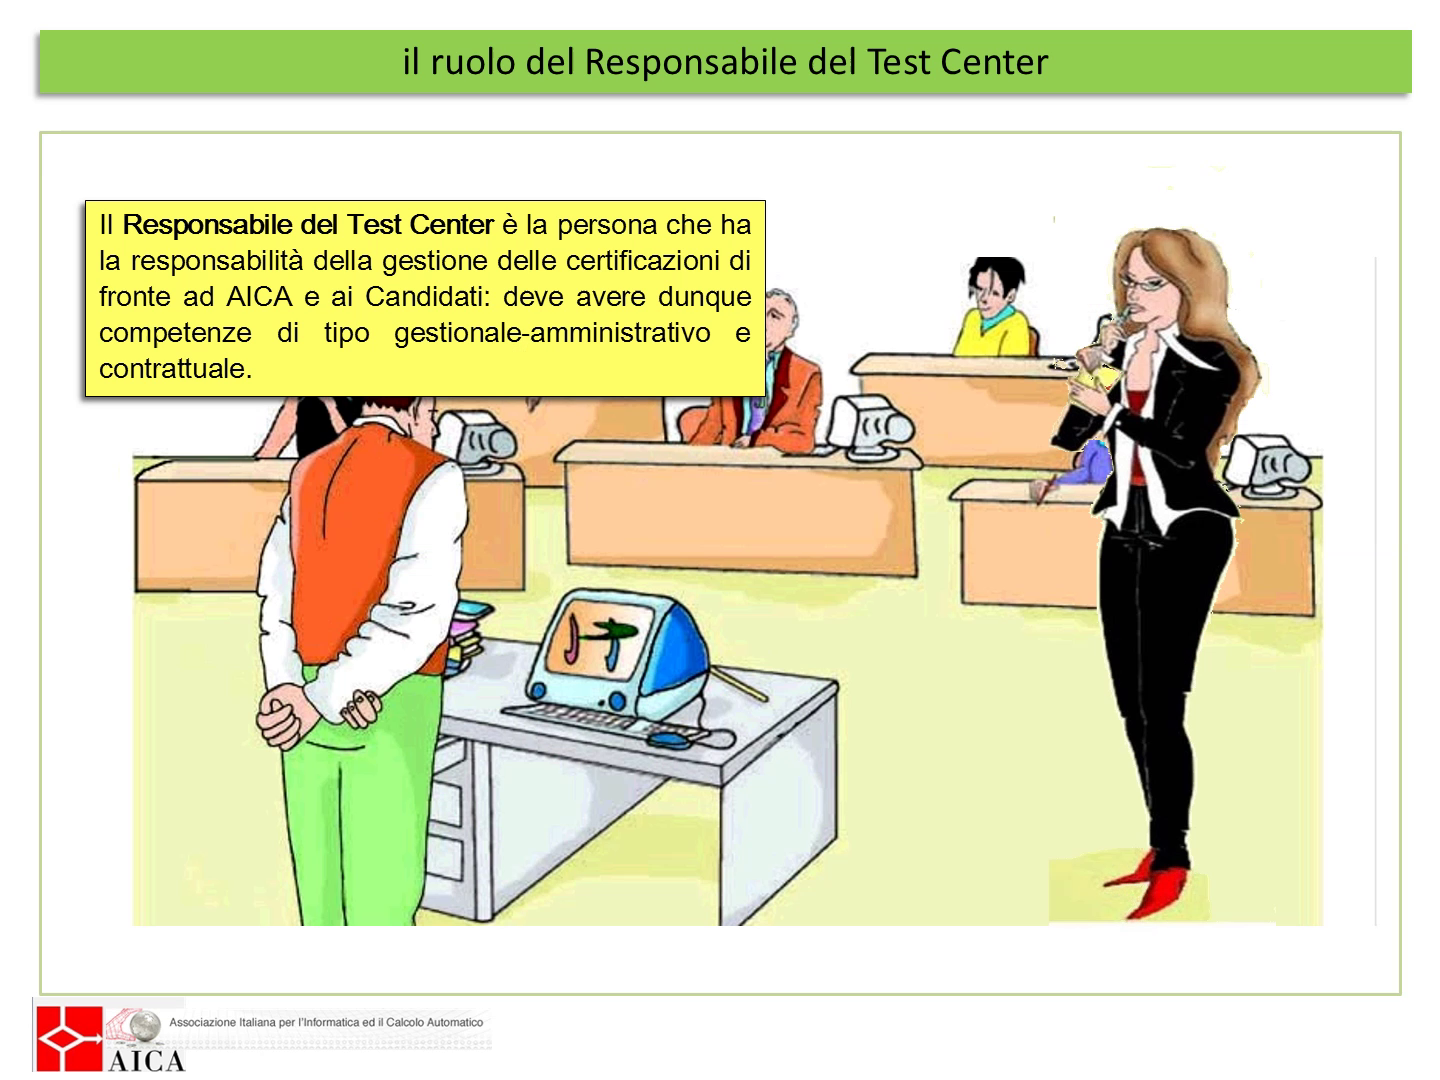 il ruolo del Responsabile del Test Center
Il Responsabile del Test Center è la persona che ha
la responsabilità della gestione delle certificazioni di
fronte ad AICA e ai Candidati: deve avere dunque
competenze di tipo gestionale-amministrativo e
contrattuale.
Associazione Italiana per l'Informatica ed il Calcolo Automatico
AICA